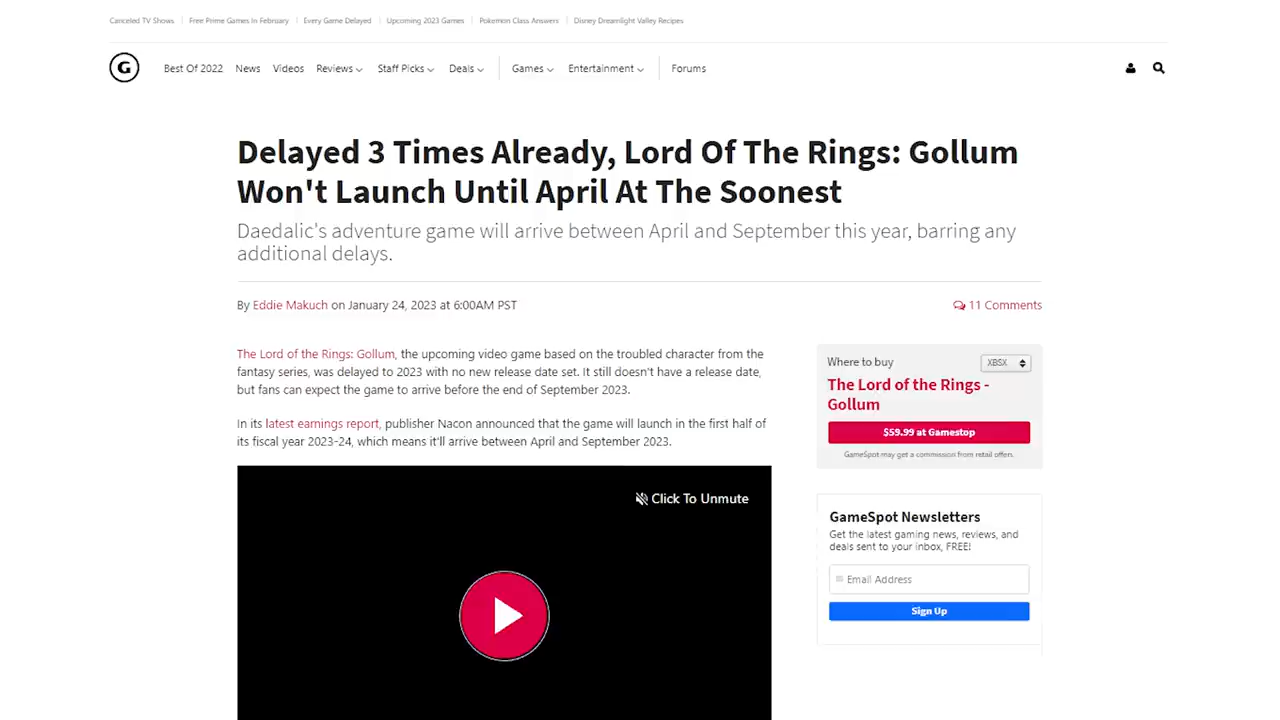 Canceled TV Shows Free Prime Games In February Every Game Delayed Upcoming 2023 Games Pokemon Class Answers Disney Dreamlight Valley Recipes
G Best Of 2022 News Videos Reviews Staff Picks Deals Games Entertainment Forums
Delayed 3 Times Already, Lord Of The Rings: Gollum
Won't Launch Until April At The Soonest
Daedalic's adventure game will arrive between April and September this year, barring any
additional delays.
By Eddie Makuch on January 24, 2023 at 6:00AM PST
11 Comments
The Lord of the Rings: Gollum, the upcoming video game based on the troubled character from the
fantasy series, was delayed to 2023 with no new release date set. It still doesn't have a release date,
but fans can expect the game to arrive before the end of September 2023.
In its latest earnings report, publisher Nacon announced that the game will launch in the first half of
its fiscal year 2023-24, which means it'll arrive between April and September 2023.
Click To Unmute
Where to buy XBSX
The Lord of the Rings -
Gollum
$59.99 at Gamestop
GameSpot may get a commission from retail offers.
GameSpot Newsletters
Get the latest gaming news, reviews, and
deals sent to your inbox, FREE!
Email Address
Sign Up